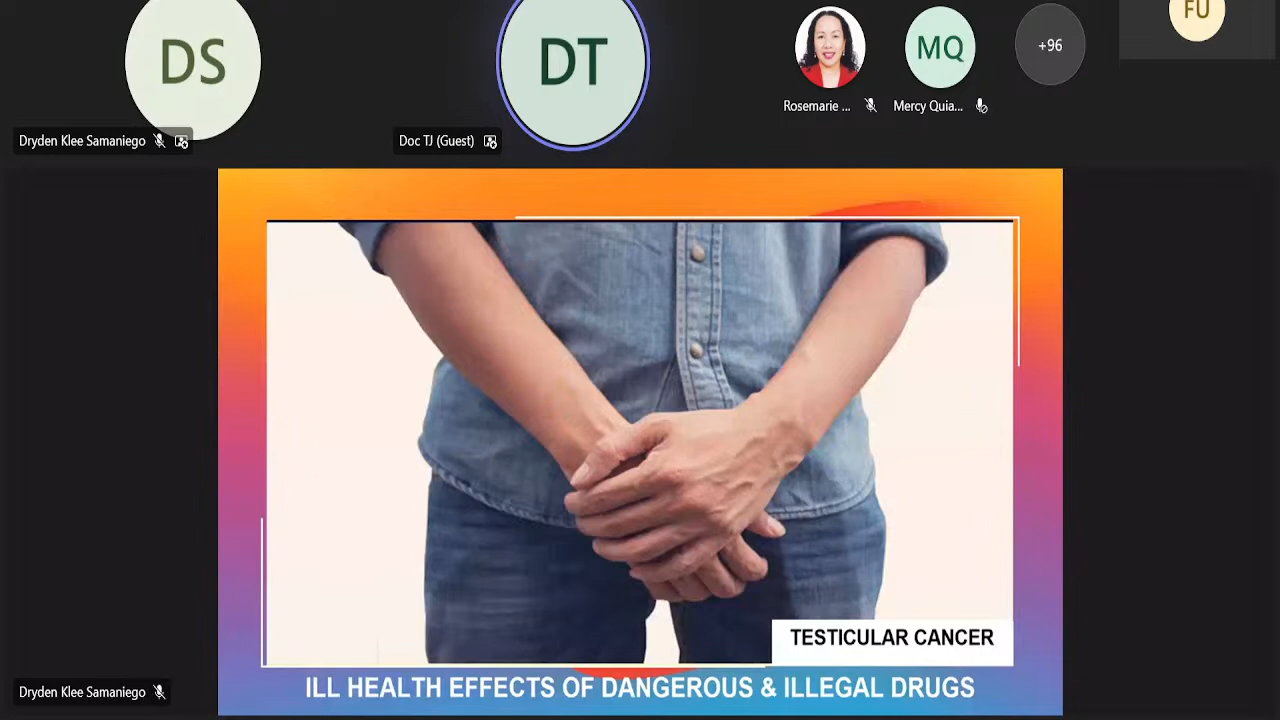 DS
DT
MQ
+96
FU
Rosemarie ...
Mercy Quia...
Dryden Klee Samaniego
Doc TJ (Guest)
TESTICULAR CANCER
ILL HEALTH EFFECTS OF DANGEROUS & ILLEGAL DRUGS
Dryden Klee Samaniego